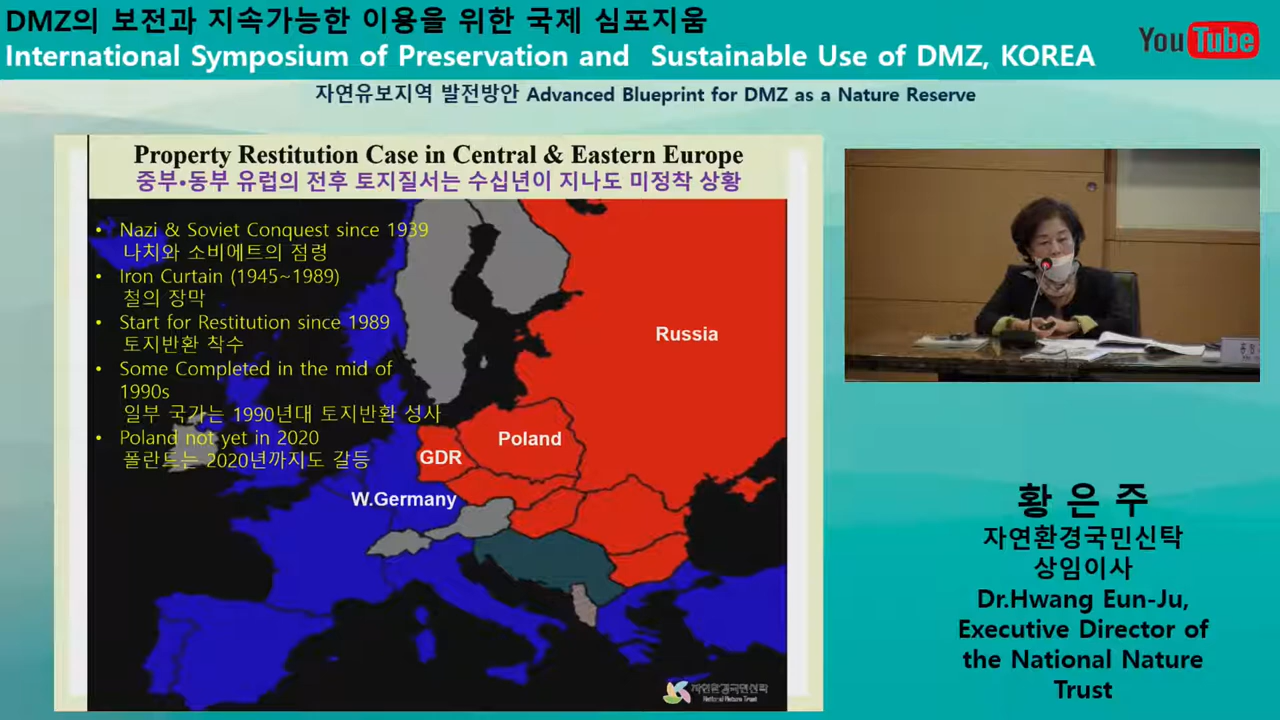 DMZ의 보전과 지속가능한 이용을 위한 국제 심포지움
International Symposium of Preservation and Sustainable Use of DMZ, KOREA
YouTube
자연유보지역 발전방안 Advanced Blueprint for DMZ as a Nature Reserve
Property Restitution Case in Central & Eastern Europe
중부•동부 유럽의 전후 토지질서는 수십년이 지나도 미정착 상황
• Nazi & Soviet Conquest since 1939
나치와 소비에트의 점령
• Iron Curtain (1945~1989)
철의 장막
• Start for Restitution since 1989
토지반환 착수
• Some Completed in the mid of
1990s
일부 국가는 1990년대 토지반환 성사
• Poland not yet in 2020
폴란드는 2020년까지도 갈등
Russia
Poland
GDR
W.Germany
자연환경국민신탁
National Nature Trust
황 은 주
자연환경국민신탁
상임이사
Dr.Hwang Eun-Ju,
Executive Director of
the National Nature
Trust